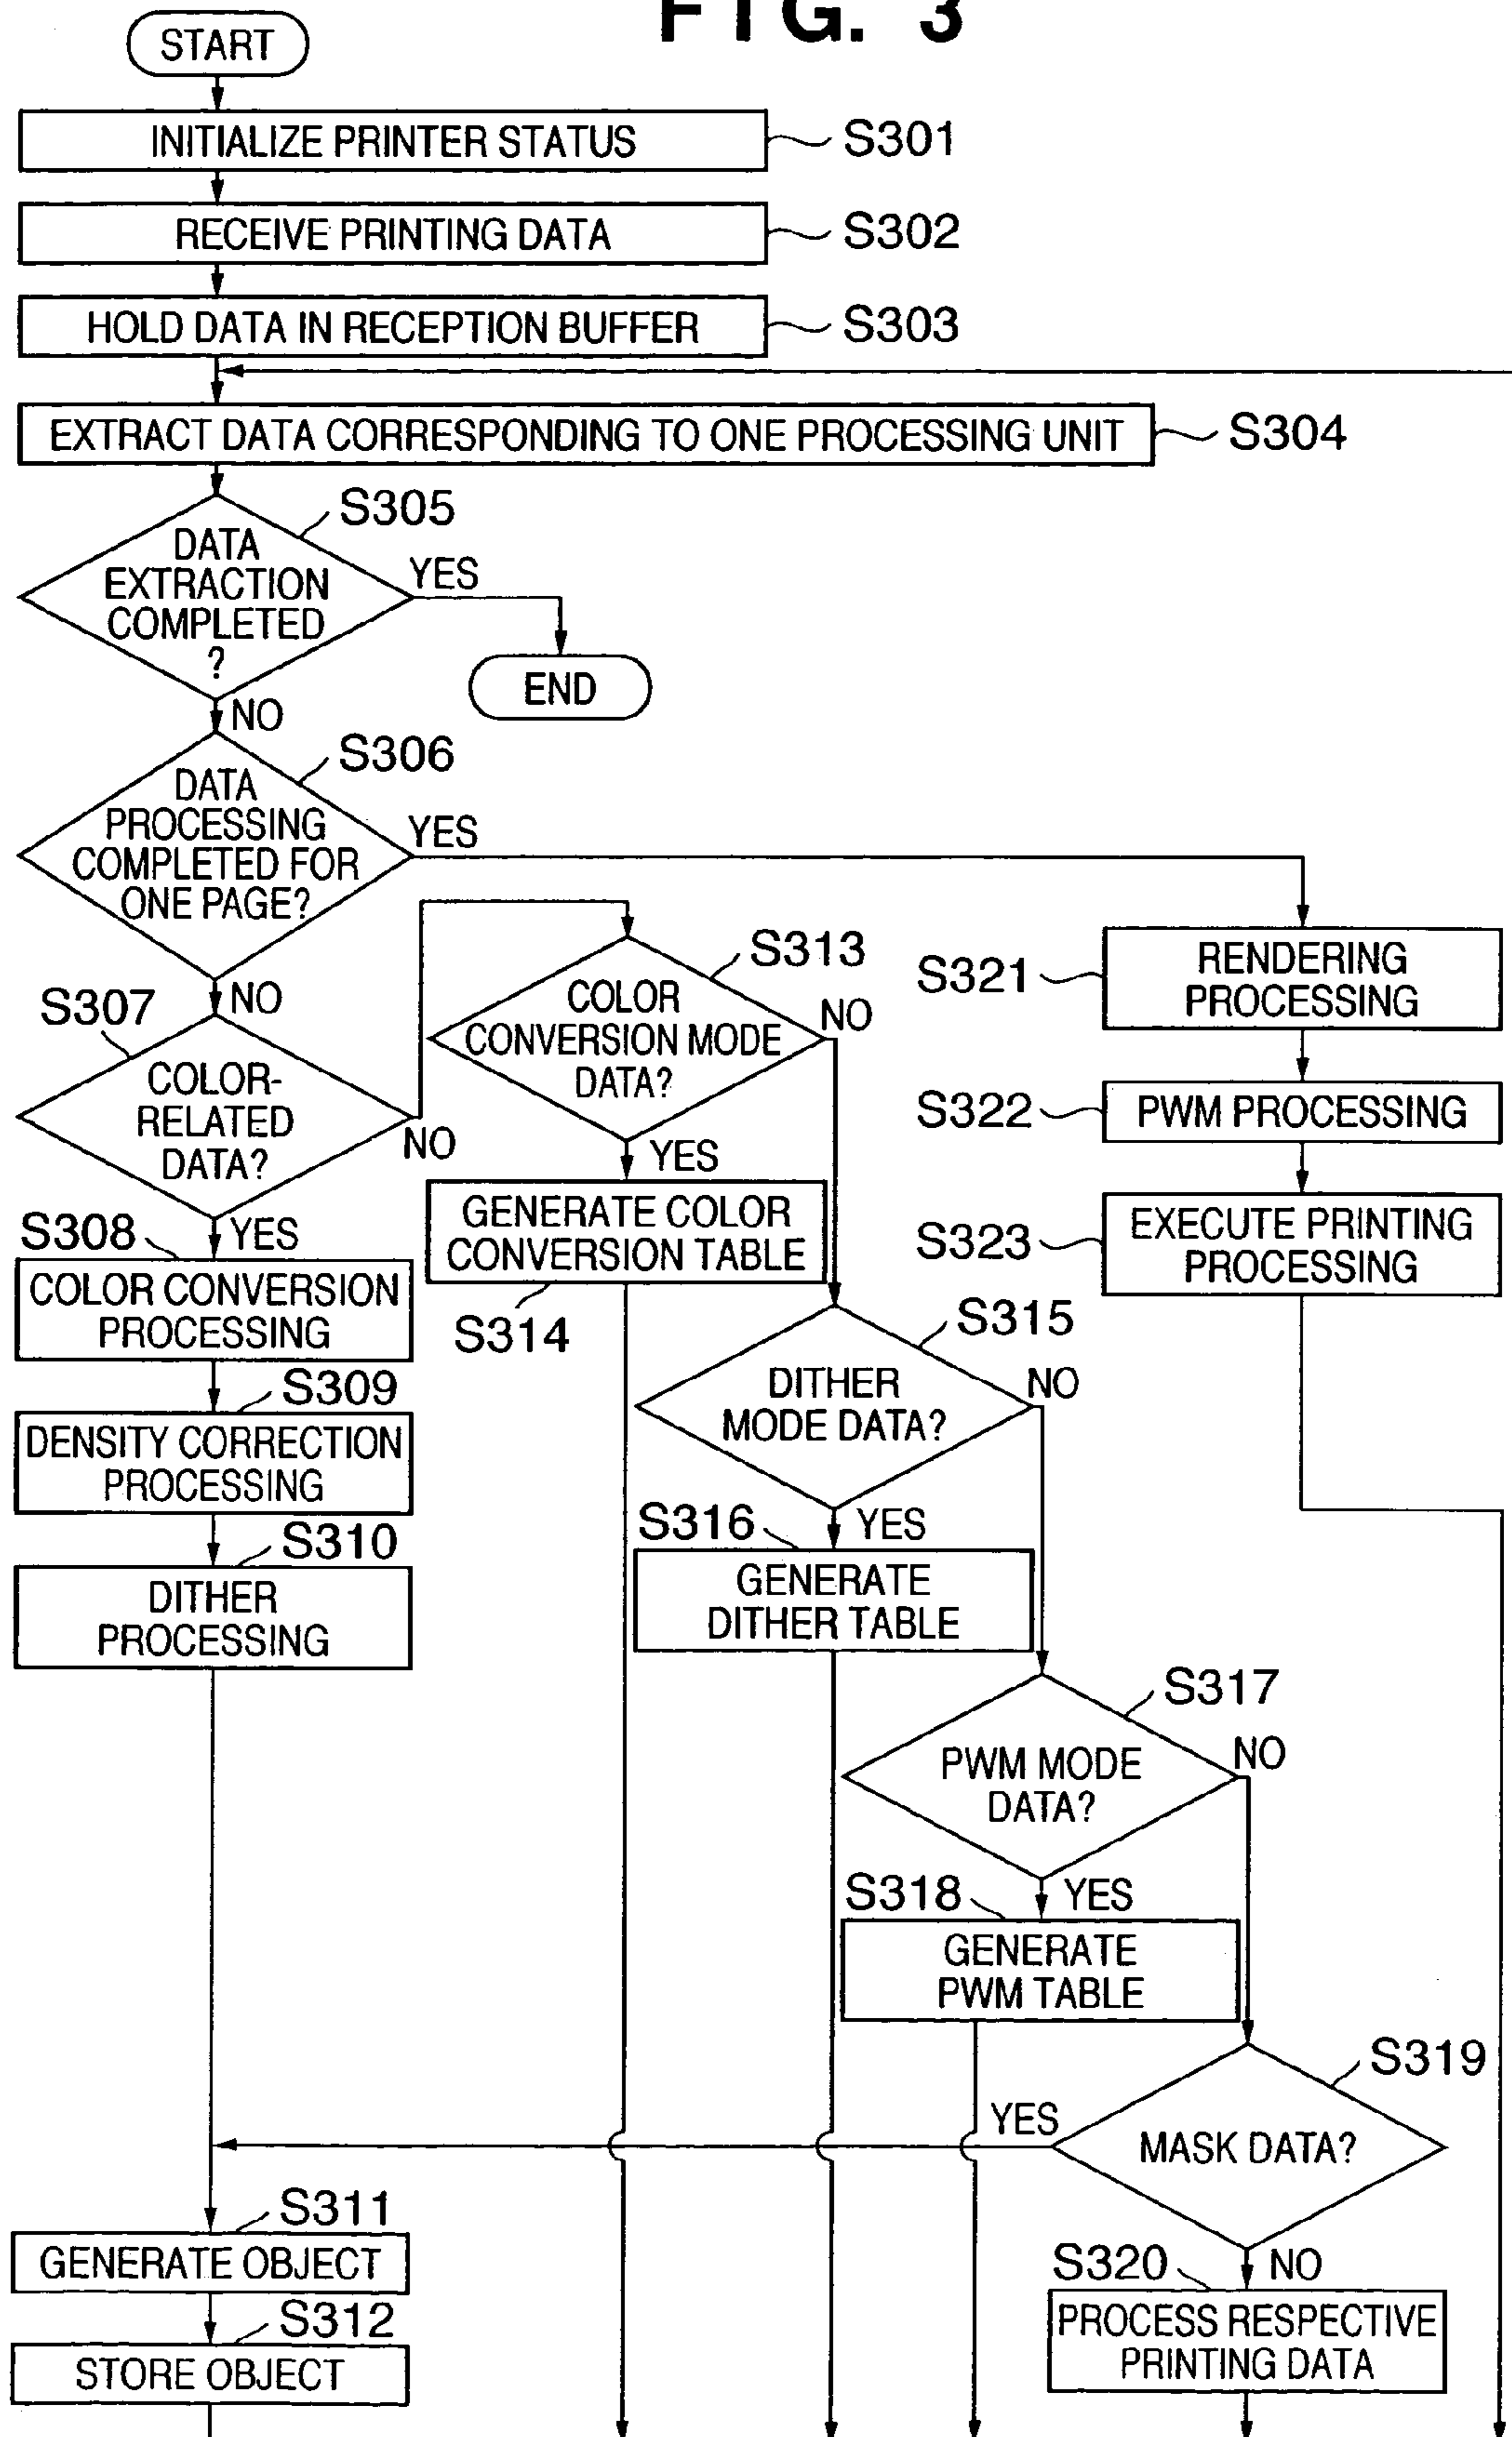 FIG. 3
START
INITIALIZE PRINTER STATUS
S301
RECEIVE PRINTING DATA
S302
HOLD DATA IN RECEPTION BUFFER
S303
EXTRACT DATA CORRESPONDING TO ONE PROCESSING UNIT
S304
S305
DATA
EXTRACTION
COMPLETED
?
YES
END
NO
S306
DATA
PROCESSING
COMPLETED FOR
ONE PAGE?
YES
NO
S307
COLOR-
RELATED
DATA?
NO
YES
S308
COLOR CONVERSION
PROCESSING
S309
DENSITY CORRECTION
PROCESSING
S310
DITHER
PROCESSING
S311
GENERATE OBJECT
S312
STORE OBJECT
S313
COLOR
CONVERSION MODE
DATA?
NO
YES
GENERATE COLOR
CONVERSION TABLE
S314
S315
DITHER
MODE DATA?
NO
YES
S316
GENERATE
DITHER TABLE
S317
PWM MODE
DATA?
NO
YES
S318
GENERATE
PWM TABLE
S319
MASK DATA?
YES
NO
S320
PROCESS RESPECTIVE
PRINTING DATA
S321
RENDERING
PROCESSING
S322
PWM PROCESSING
S323
EXECUTE PRINTING
PROCESSING